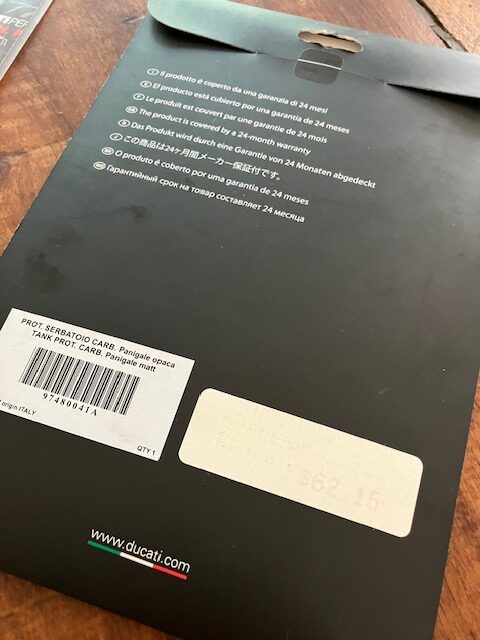 TIPER
I Il prodotto é coperto da una garanzia di 24 mesi
E El producto está cubierto por una garantía de 24 meses
F Le produit est couvert par une garantie de 24 mois
GB The product is covered by a 24-month warranty
D Das Produkt wird durch eine Garantie von 24 Monaten abgedeckt
J この商品は24ヶ月間メーカー保証付です。
BR O produto é coberto por uma garantia de 24 meses
RU Гарантийный срок на товар составляет 24 месяца
PROT. SERBATOIO CARB. Panigale opaca
TANK PROT. CARB. Panigale matt
97480041A
origin ITALY
QTY 1
$62.15
www.ducati.com